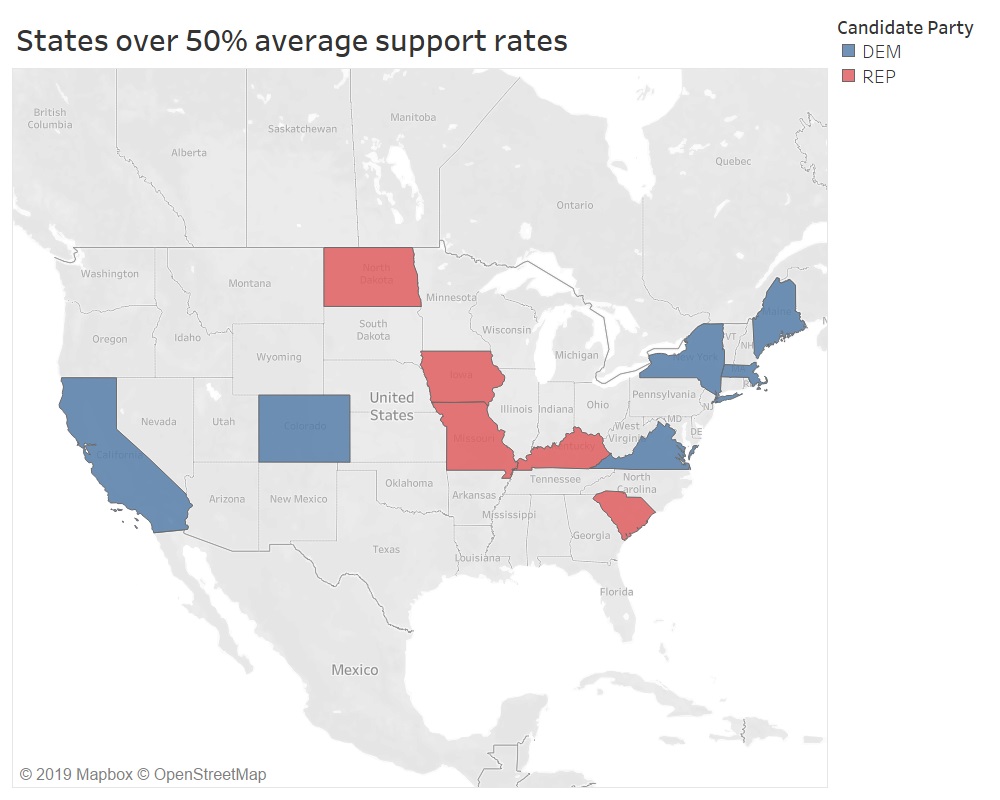 States over 50% average support rates
Candidate Party
DEM
REP
British
Columbia
Alberta
Saskatchewan
Manitoba
Ontario
Quebec
Washington
Montana
North
Dakota
Minnesota
Oregon
Idaho
Wyoming
South
Dakota
Wisconsin
Michigan
New York
VT
NH
Maine
MA
Nevada
Utah
Colorado
United
States
Iowa
Illinois
Indiana
Ohio
Pennsylvania
NJ
MD
DE
West
Virginia
California
Missouri
Kentucky
Arizona
New Mexico
Oklahoma
Arkansas
Tennessee
North
Carolina
Mississippi
Georgia
Texas
Louisiana
Florida
Mexico
© 2019 Mapbox © OpenStreetMap